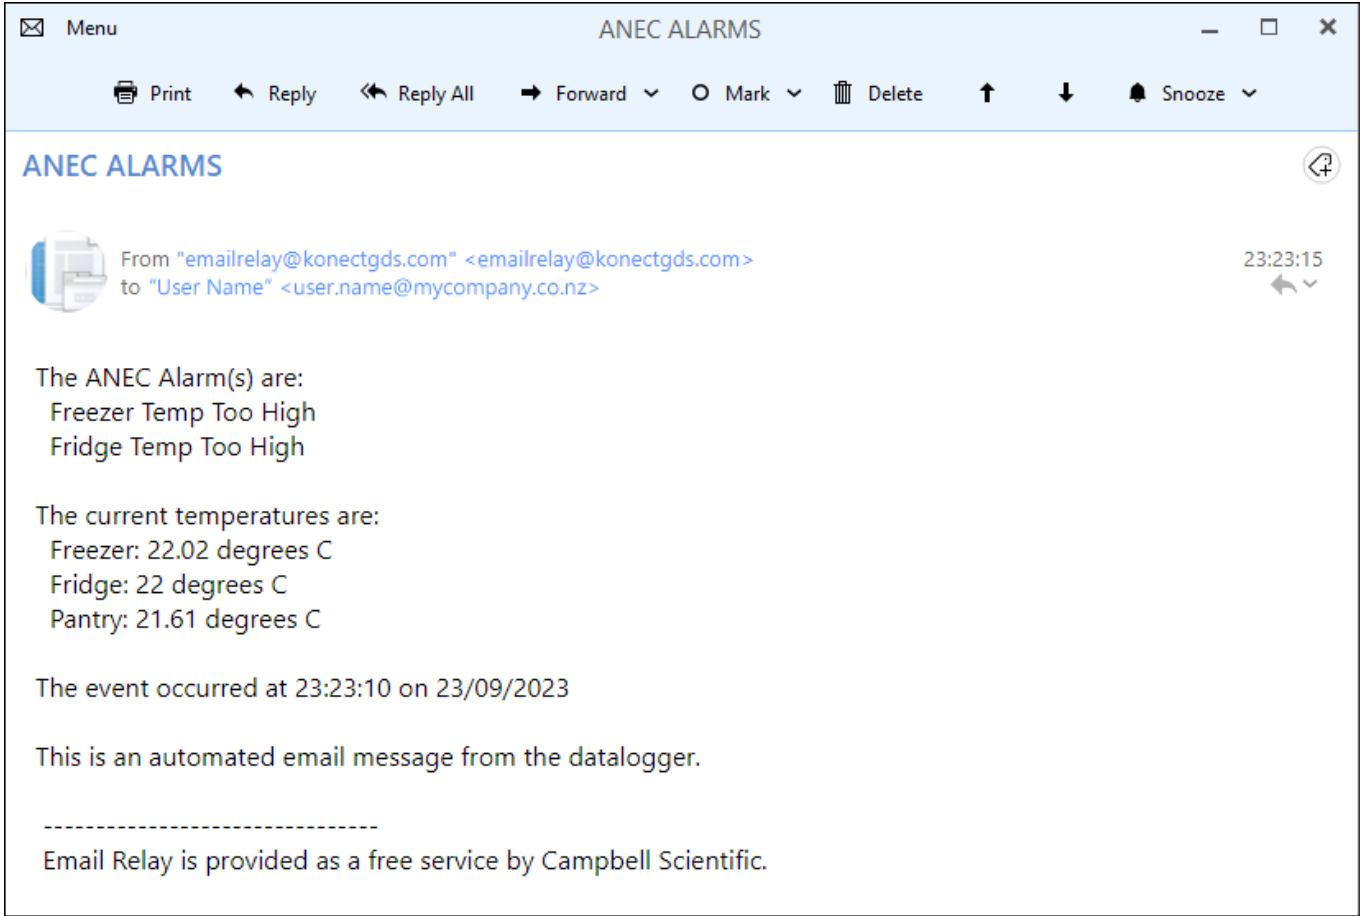 Menu
ANEC ALARMS
Print Reply Reply All Forward Mark Delete Snooze
ANEC ALARMS
From "emailrelay@konectgds.com" <emailrelay@konectgds.com>
23:23:15
to "User Name" <user.name@mycompany.co.nz>
The ANEC Alarm(s) are:
Freezer Temp Too High
Fridge Temp Too High
The current temperatures are:
Freezer: 22.02 degrees C
Fridge: 22 degrees C
Pantry: 21.61 degrees C
The event occurred at 23:23:10 on 23/09/2023
This is an automated email message from the datalogger.
--------------------------------
Email Relay is provided as a free service by Campbell Scientific.